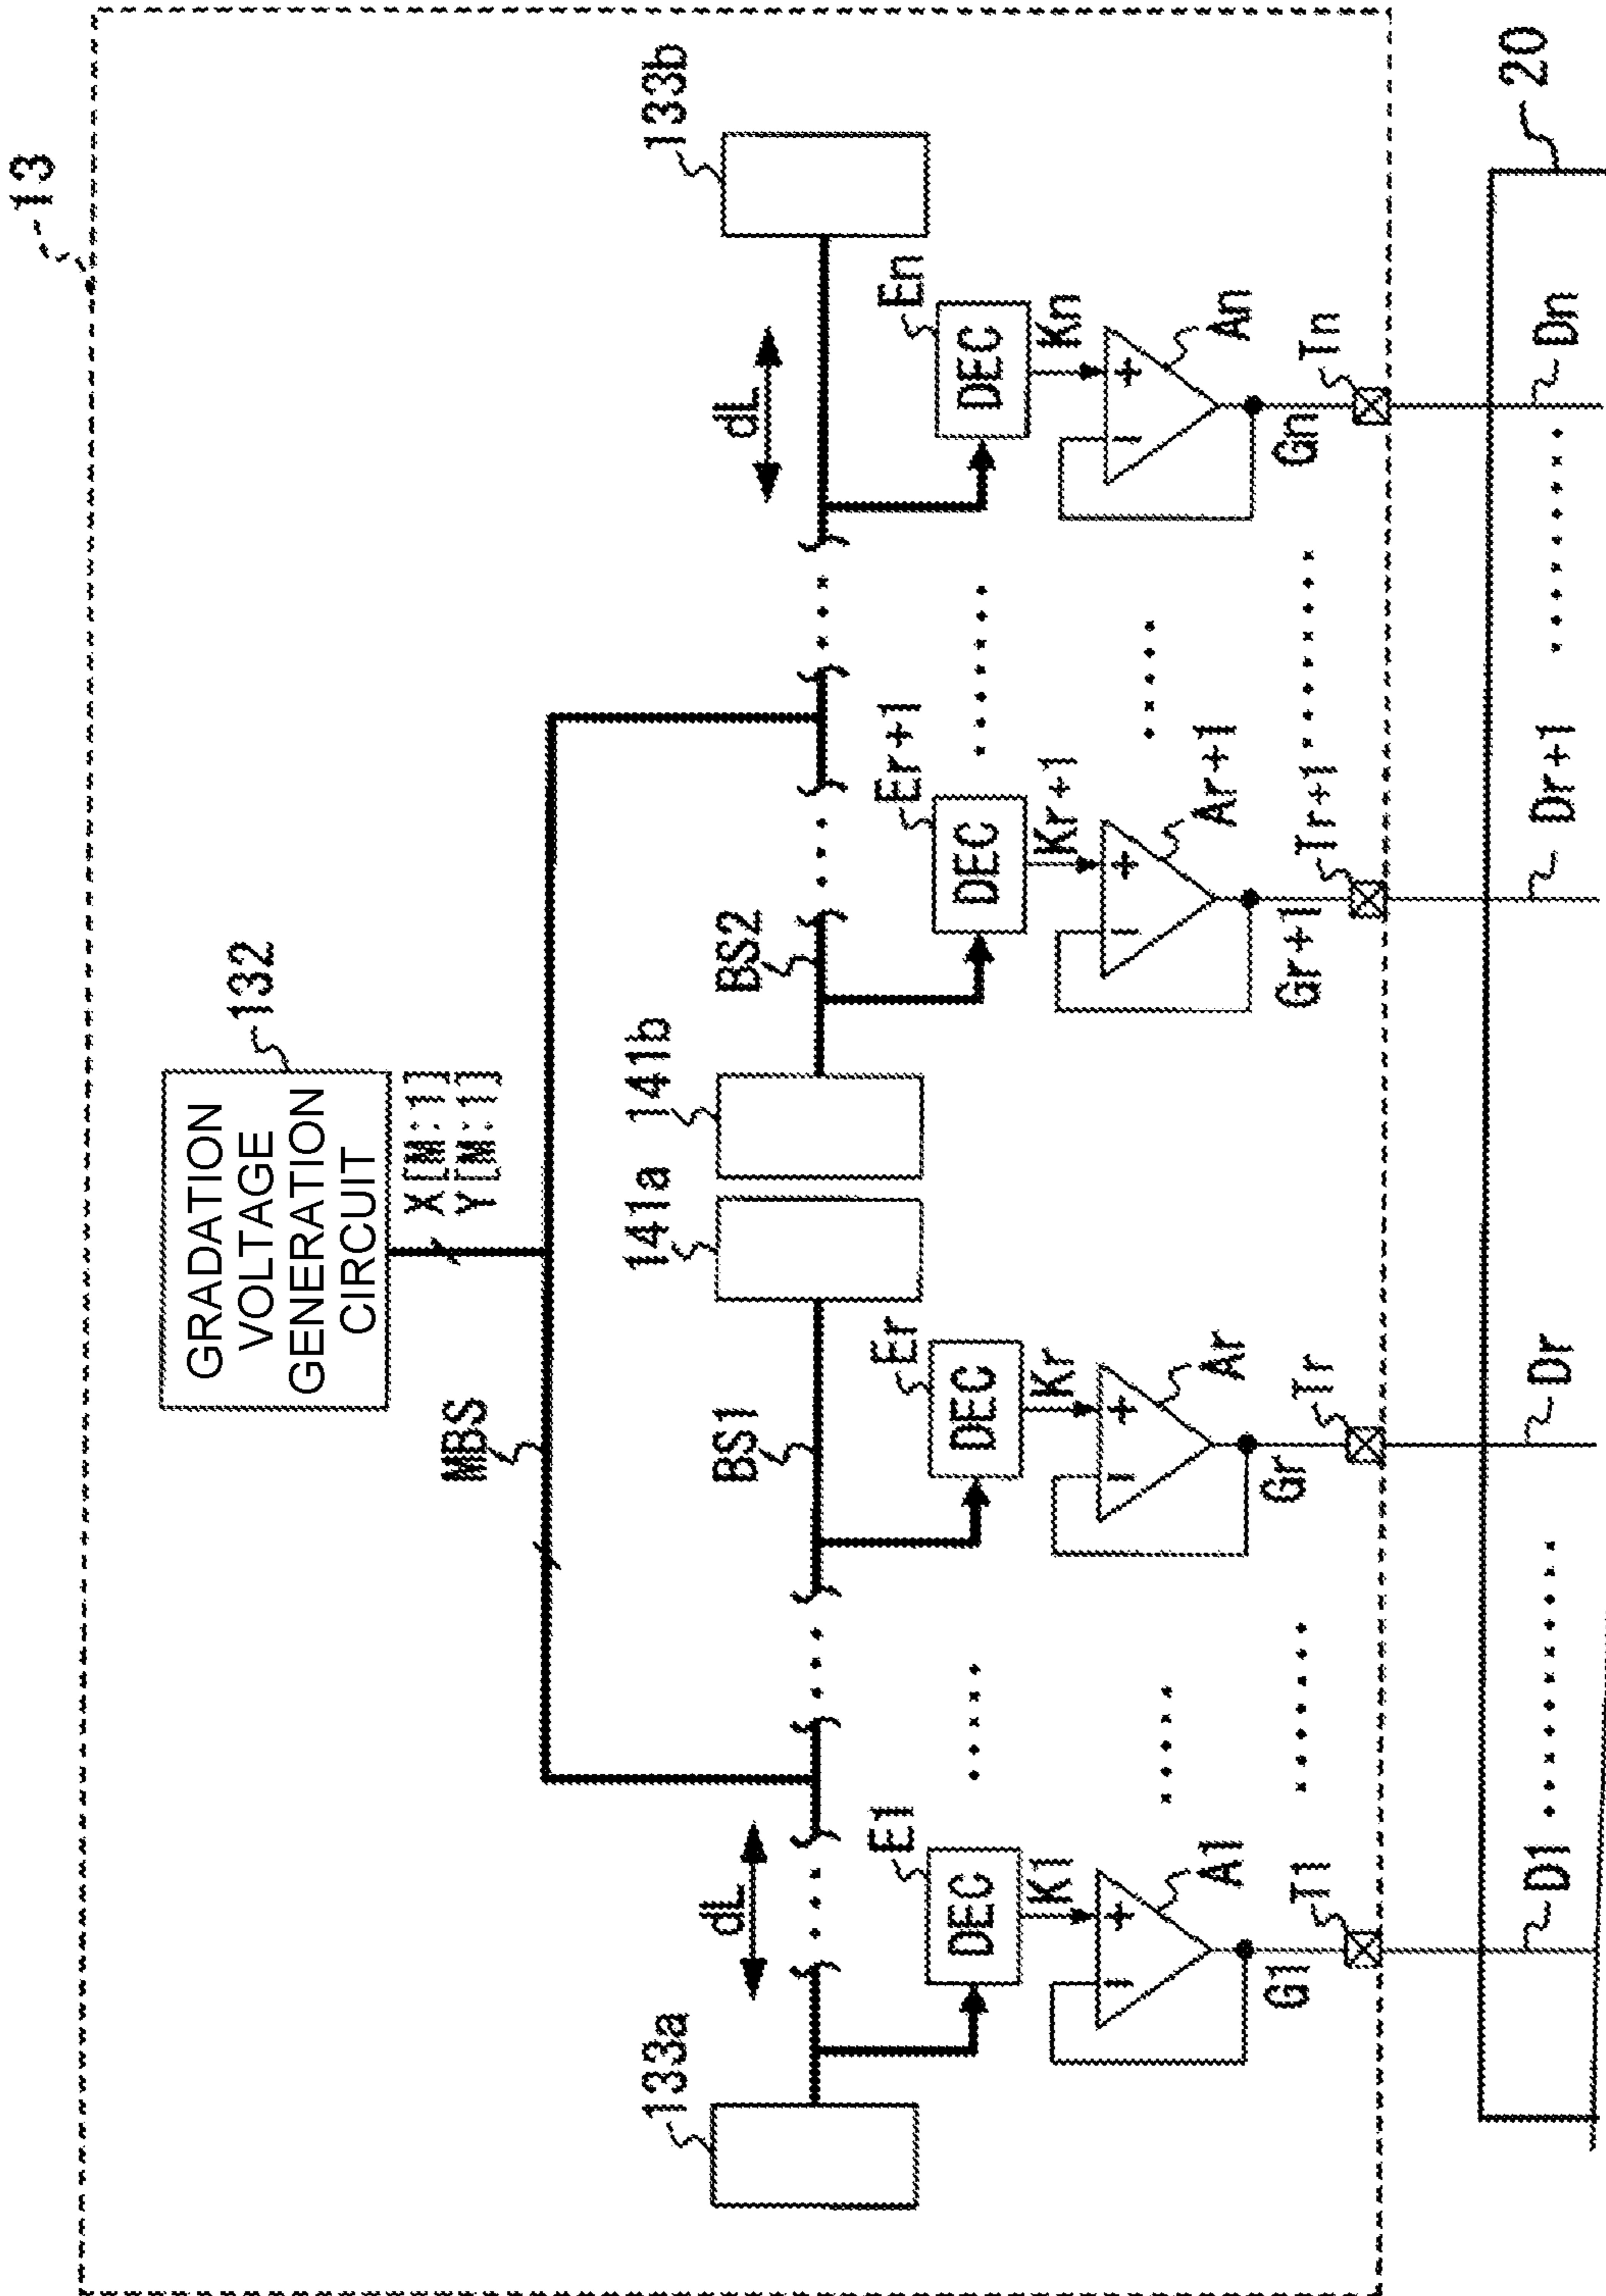 13
GRADATION
VOLTAGE
GENERATION
CIRCUIT
132
X[M:1]
Y[M:1]
MBS
133a
dL
BS1
141a
141b
BS2
dL
133b
E1
DEC
Er
DEC
Er+1
DEC
En
DEC
K1
Kr
Kr+1
Kn
+
−
A1
+
−
Ar
+
−
Ar+1
+
−
An
G1
T1
Gr
Tr
Gr+1
Tr+1
Gn
Tn
20
D1
Dr
Dr+1
Dn